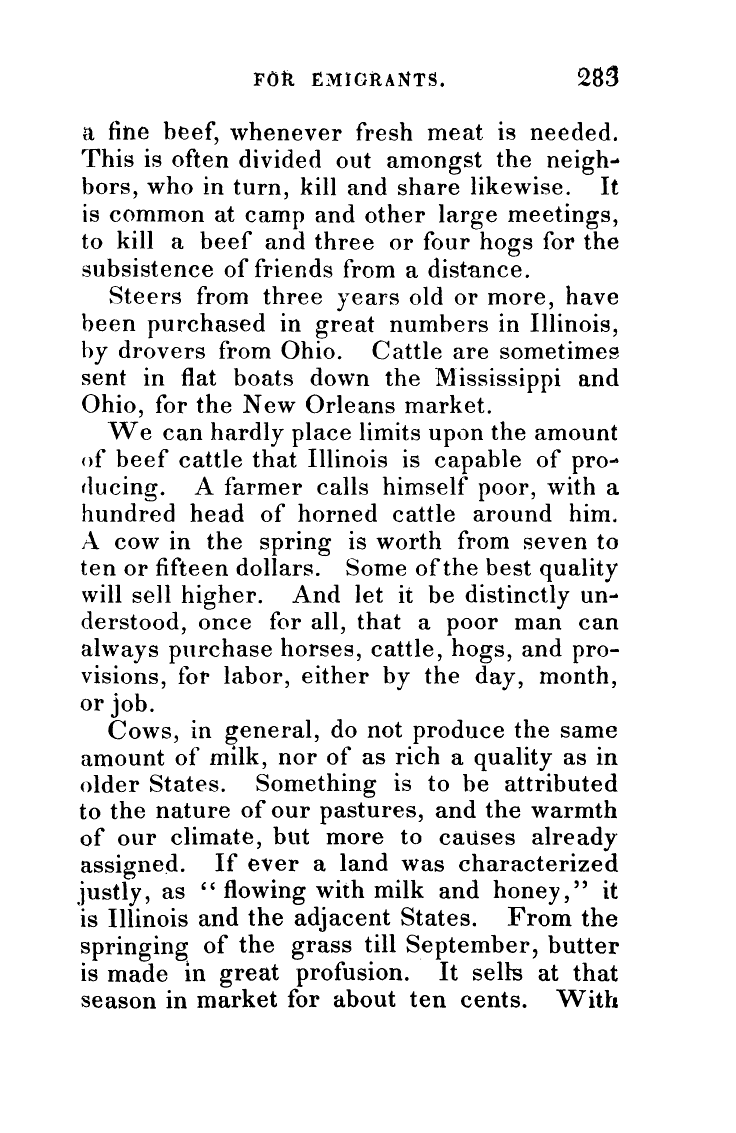 FOR EMIGRANTS. 283
a fine beef, whenever fresh meat is needed.
This is often divided out amongst the neigh-
bors, who in turn, kill and share likewise. It
is common at camp and other large meetings,
to kill a beef and three or four hogs for the
subsistence of friends from a distance.
Steers from three years old or more, have
been purchased in great numbers in Illinois,
by drovers from Ohio. Cattle are sometimes
sent in flat boats down the Mississippi and
Ohio, for the New Orleans market.
We can hardly place limits upon the amount
of beef cattle that Illinois is capable of pro-
ducing. A farmer calls himself poor, with a
hundred head of horned cattle around him.
A cow in the spring is worth from seven to
ten or fifteen dollars. Some of the best quality
will sell higher. And let it be distinctly un-
derstood, once for all, that a poor man can
always purchase horses, cattle, hogs, and pro-
visions, for labor, either by the day, month,
or job.
Cows, in general, do not produce the same
amount of milk, nor of as rich a quality as in
older States. Something is to be attributed
to the nature of our pastures, and the warmth
of our climate, but more to causes already
assigned. If ever a land was characterized
justly, as "flowing with milk and honey," it
is Illinois and the adjacent States. From the
springing of the grass till September, butter
is made in great profusion. It sells at that
season in market for about ten cents. With